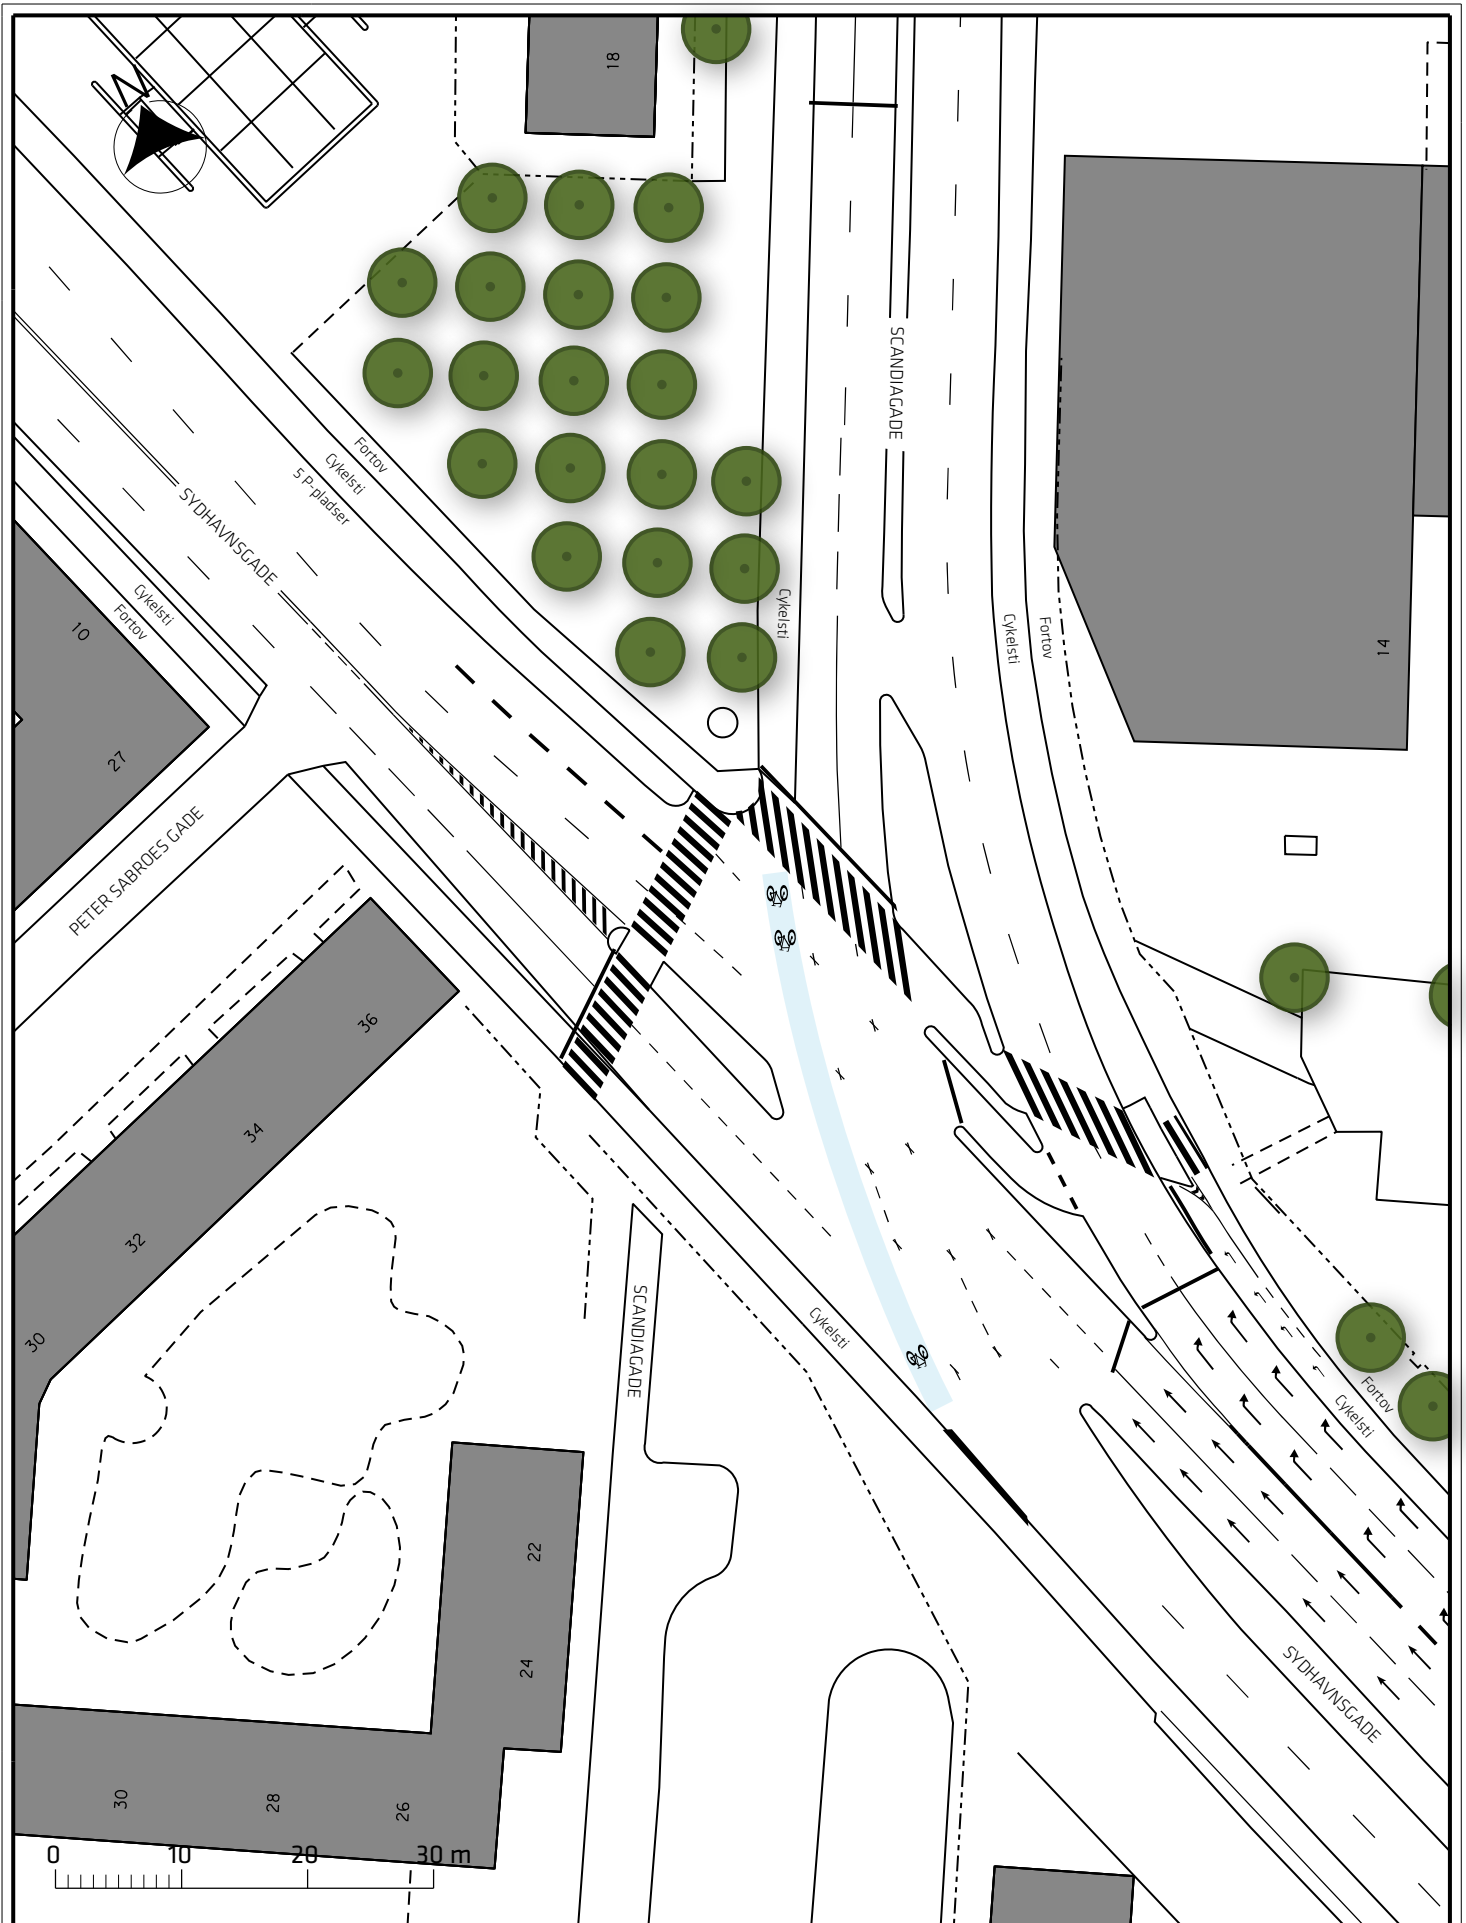 18
N
SCANDIAGADE
Fortov
Cykelsti
5 P-pladser
SYDHAVNSGADE
Cykelsti
Fortov
10
27
Cykelsti
Cykelsti
Fortov
14
PETER SABROES GADE
36
34
32
30
SCANDIAGADE
Cykelsti
Fortov
Cykelsti
22
24
SYDHAVNSGADE
30
28
26
0 10 20 30 m